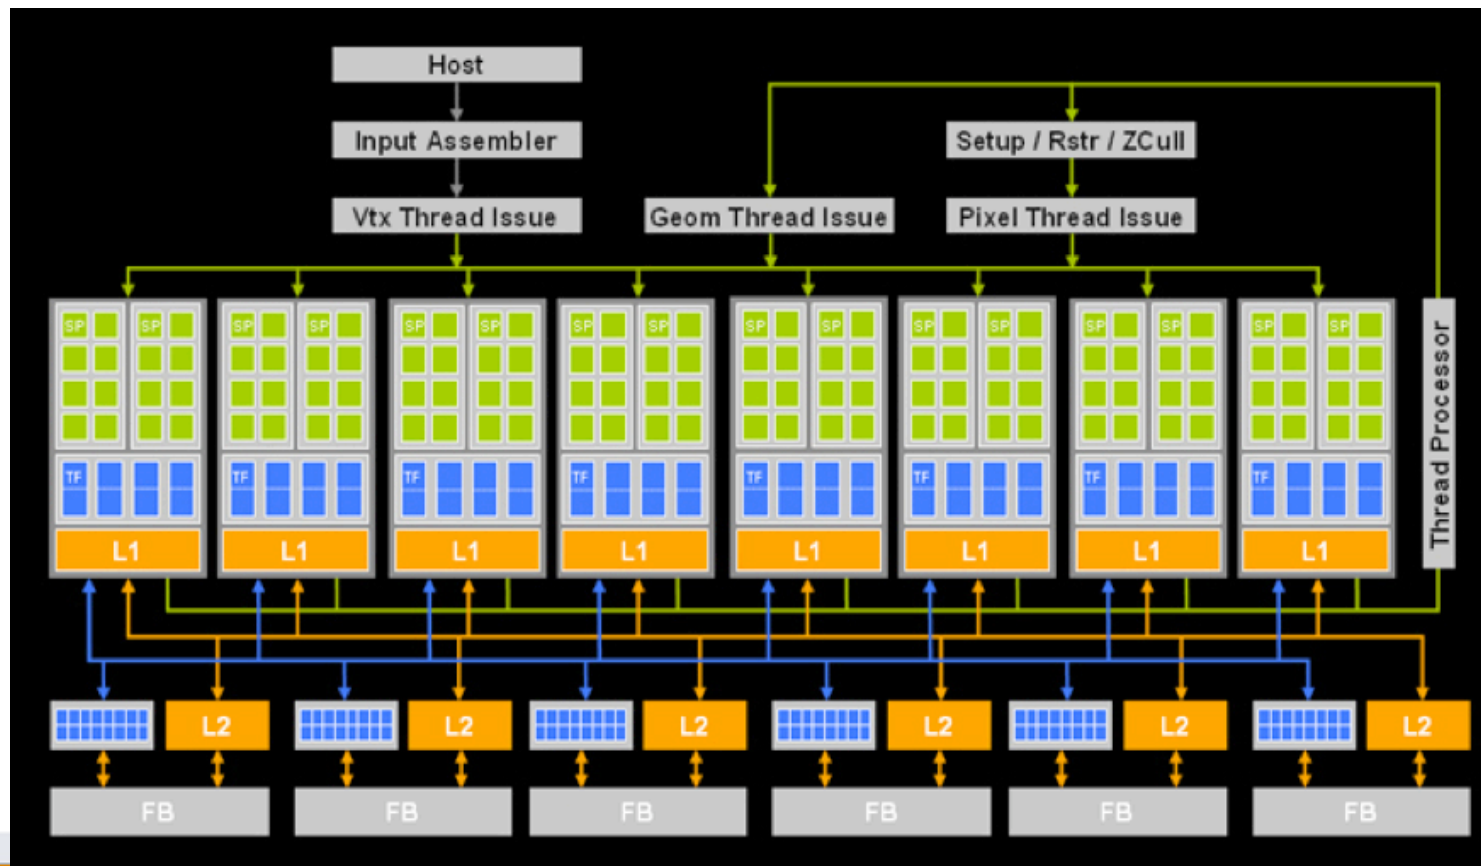 Host
Input Assembler
Setup / Rstr / ZCull
Vtx Thread Issue
Geom Thread Issue
Pixel Thread Issue
SP SP SP SP SP SP SP SP SP SP SP SP SP SP SP SP
Thread Processor
TF TF TF TF TF TF TF TF
L1 L1 L1 L1 L1 L1 L1 L1
L2 L2 L2 L2 L2 L2
FB FB FB FB FB FB